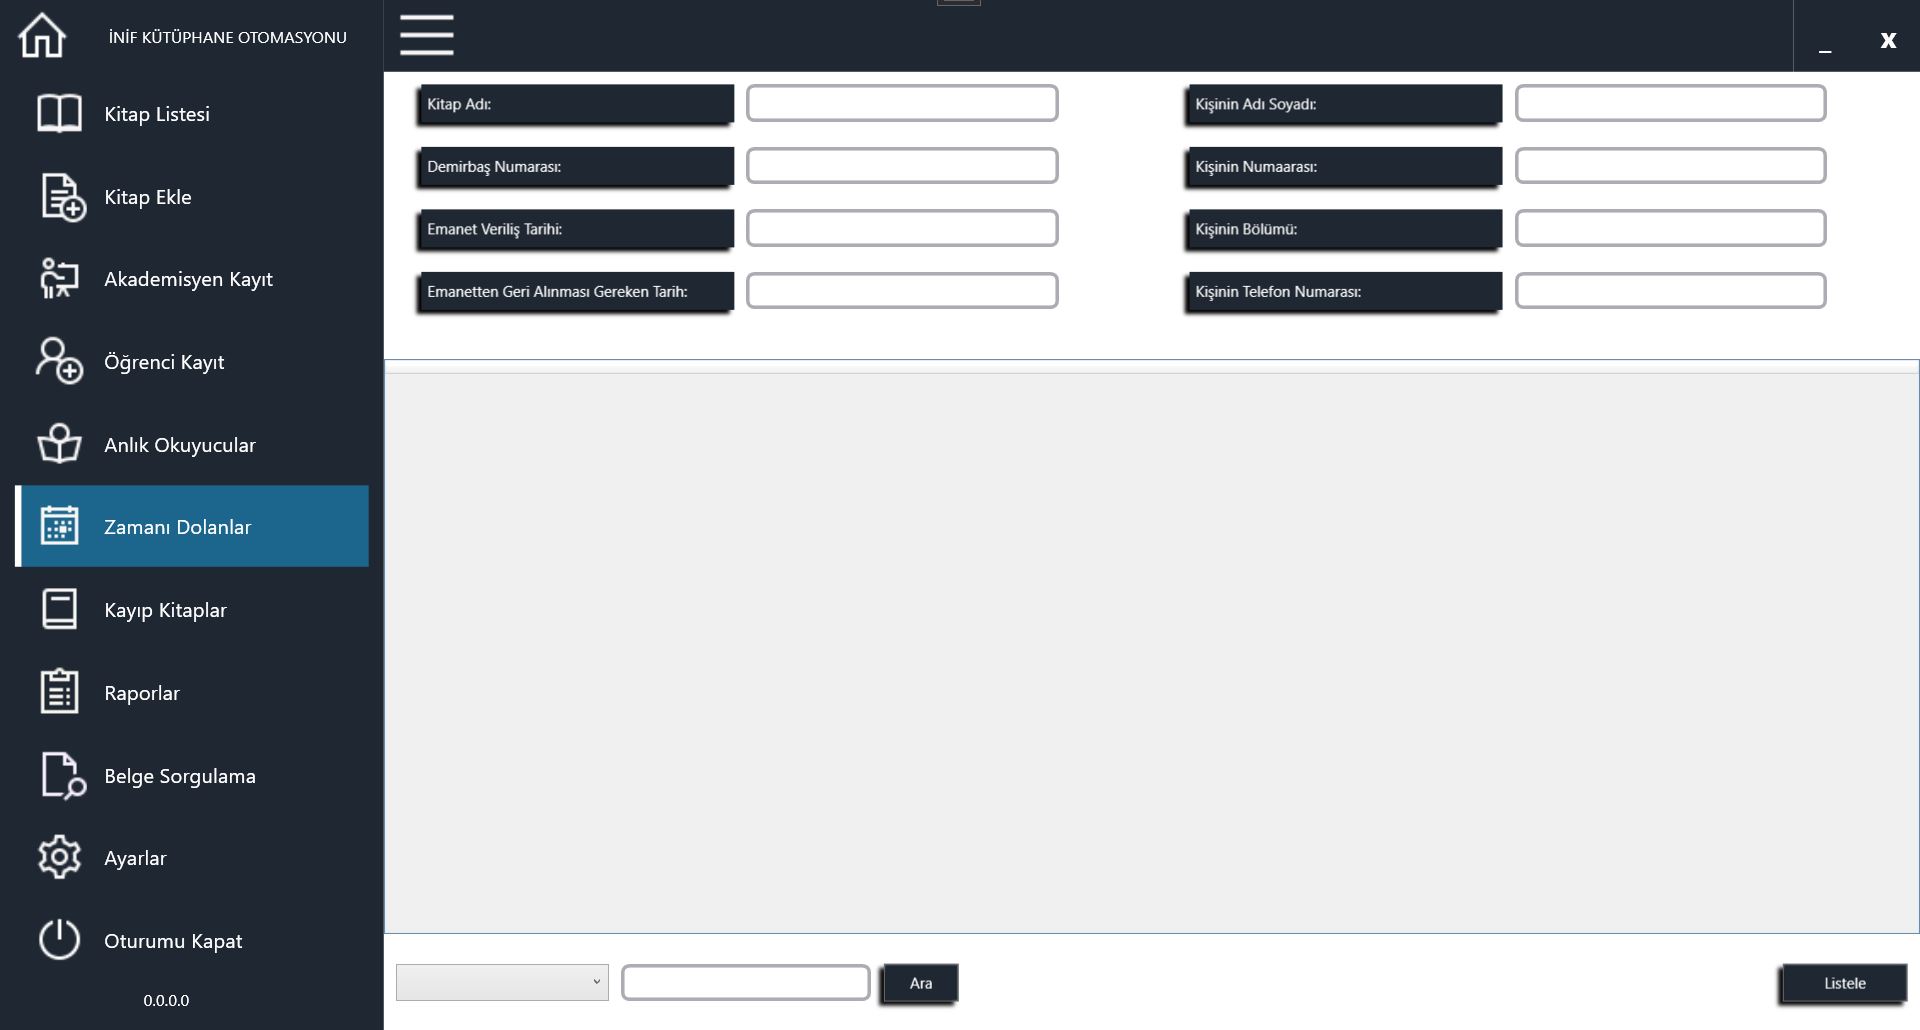 İNİF KÜTÜPHANE OTOMASYONU
_
X
Kitap Listesi
Kitap Ekle
Akademisyen Kayıt
Öğrenci Kayıt
Anlık Okuyucular
Zamanı Dolanlar
Kayıp Kitaplar
Raporlar
Belge Sorgulama
Ayarlar
Oturumu Kapat
0.0.0.0
Kitap Adı:
Demirbaş Numarası:
Emanet Veriliş Tarihi:
Emanetten Geri Alınması Gereken Tarih:
Kişinin Adı Soyadı:
Kişinin Numaarası:
Kişinin Bölümü:
Kişinin Telefon Numarası:
Ara
Listele